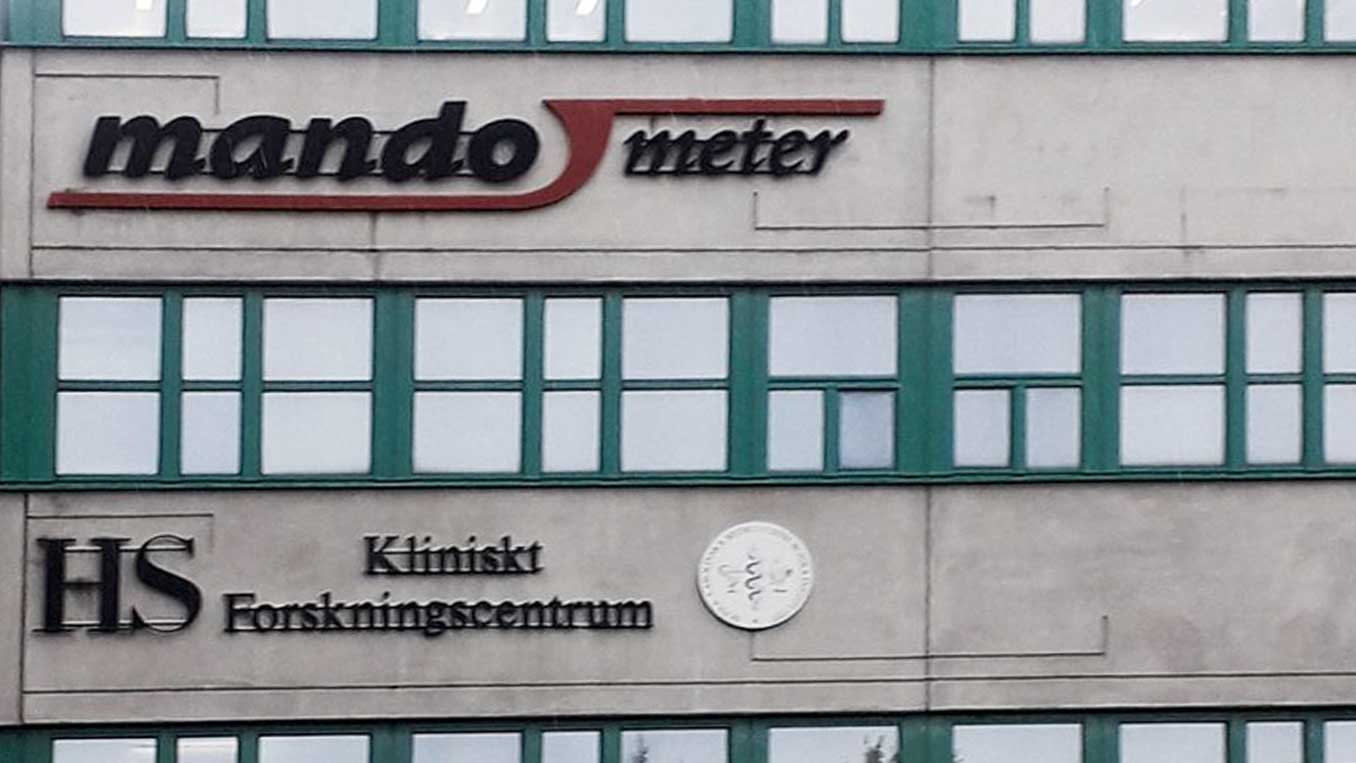 mando meter
HS
Kliniskt
Forskningscentrum